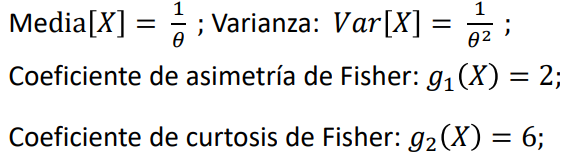 Media[X] = 1/θ ; Varianza: Var[X] = 1/θ² ;
Coeficiente de asimetría de Fisher: g₁(X) = 2;
Coeficiente de curtosis de Fisher: g₂(X) = 6;